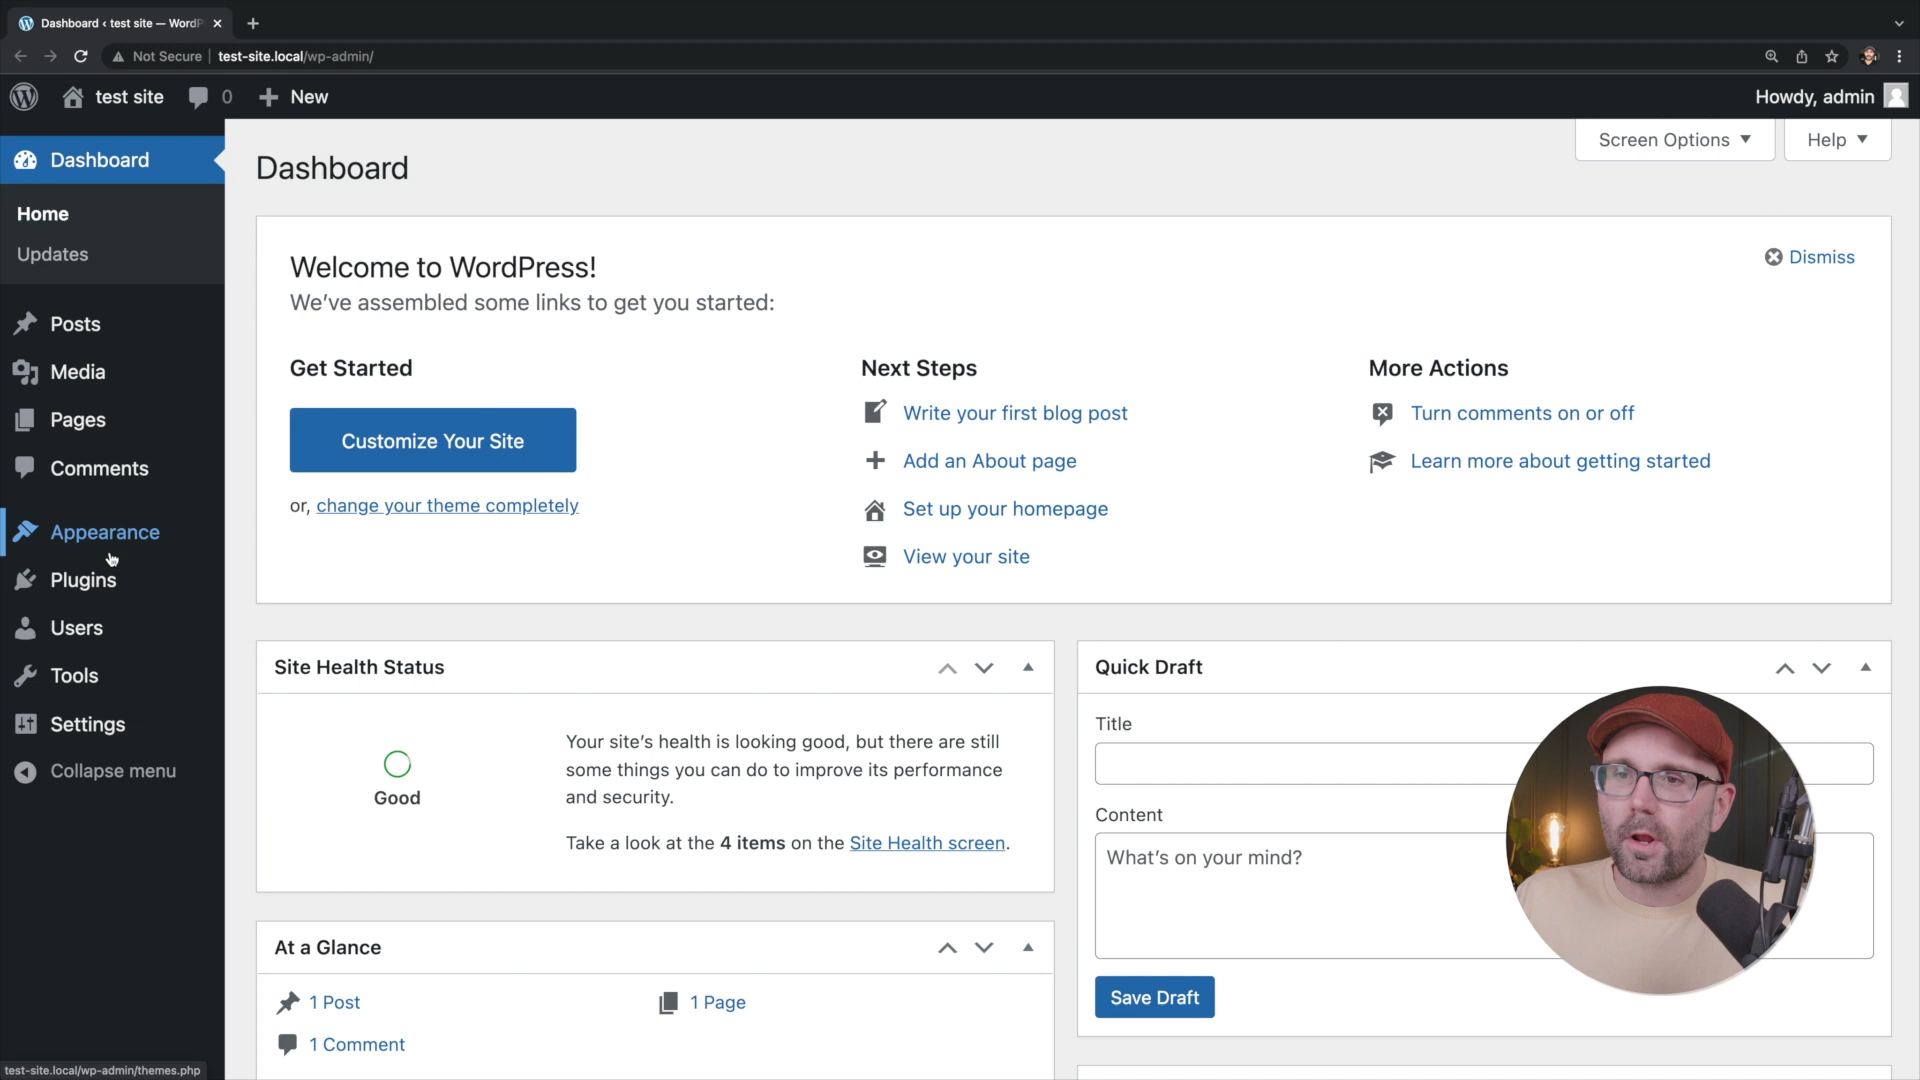 Dashboard ‹ test site — WordP
Not Secure
test-site.local/wp-admin/
test site
0
New
Howdy, admin
Dashboard
Home
Updates
Posts
Media
Pages
Comments
Appearance
Plugins
Users
Tools
Settings
Collapse menu
Dashboard
Screen Options
Help
Welcome to WordPress!
We've assembled some links to get you started:
Dismiss
Get Started
Customize Your Site
or, change your theme completely
Next Steps
Write your first blog post
Add an About page
Set up your homepage
View your site
More Actions
Turn comments on or off
Learn more about getting started
Site Health Status
Good
Your site's health is looking good, but there are still
some things you can do to improve its performance
and security.
Take a look at the 4 items on the Site Health screen.
At a Glance
1 Post
1 Page
1 Comment
Quick Draft
Title
Content
What's on your mind?
Save Draft
test-site.local/wp-admin/themes.php